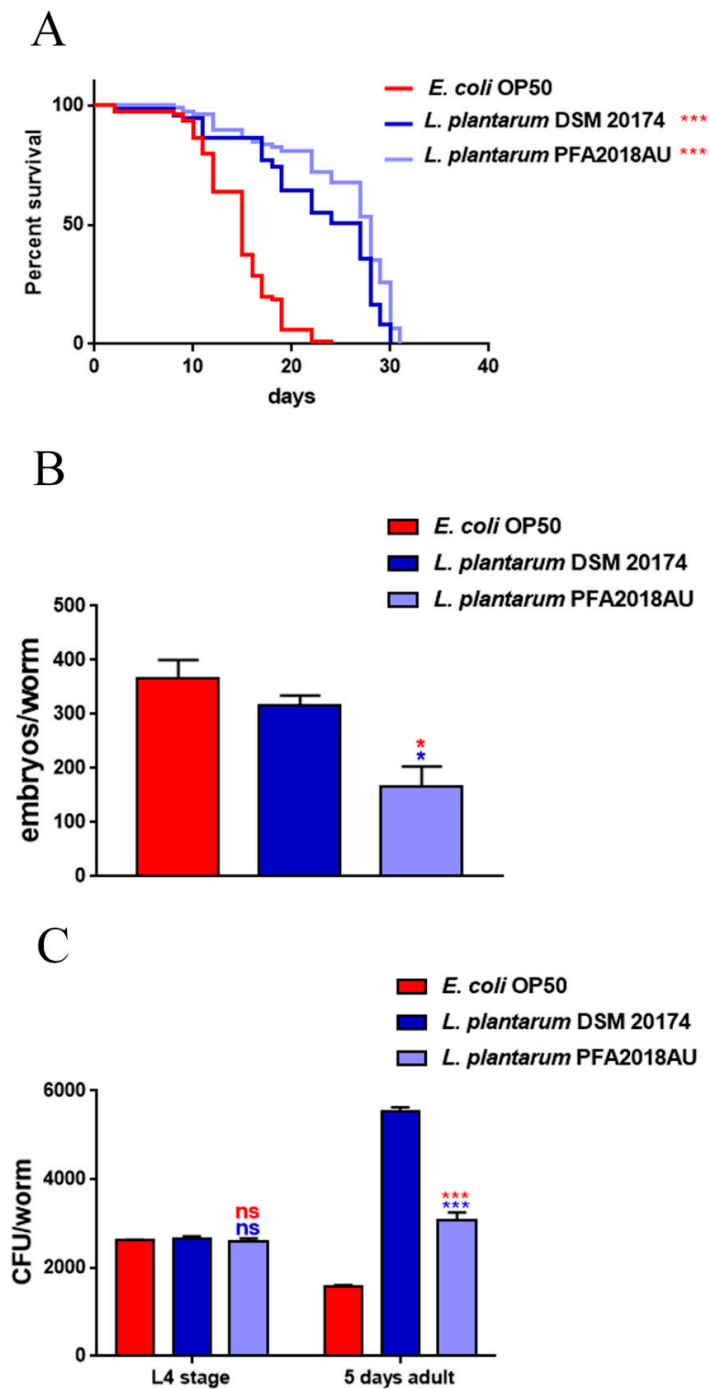 A
E. coli OP50
L. plantarum DSM 20174 ***
L. plantarum PFA2018AU ***
Percent survival
100
50
0
0 10 20 30 40
days
B
E. coli OP50
L. plantarum DSM 20174
L. plantarum PFA2018AU
embryos/worm
500
400
300
200
100
0
*
*
C
E. coli OP50
L. plantarum DSM 20174
L. plantarum PFA2018AU
CFU/worm
6000
4000
2000
0
ns
ns
***
***
L4 stage 5 days adult